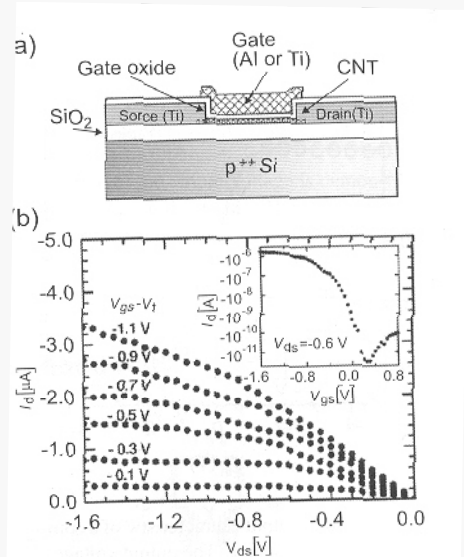 a)
Gate
(Al or Ti)
Gate oxide
CNT
SiO2
Sorce (Ti)
Drain(Ti)
p++ Si
(b)
-5.0
-4.0
-3.0
-2.0
-1.0
0.0
Id[µA]
Vgs-Vt
-1.1 V
-0.9 V
-0.7 V
-0.5 V
-0.3 V
-0.1 V
-1.6
-1.2
-0.8
-0.4
0.0
Vds[V]
-10-6
-10-7
-10-8
-10-9
-10-10
-10-11
Id[A]
Vds=-0.6 V
-1.6
0.0
0.8
Vgs[V]